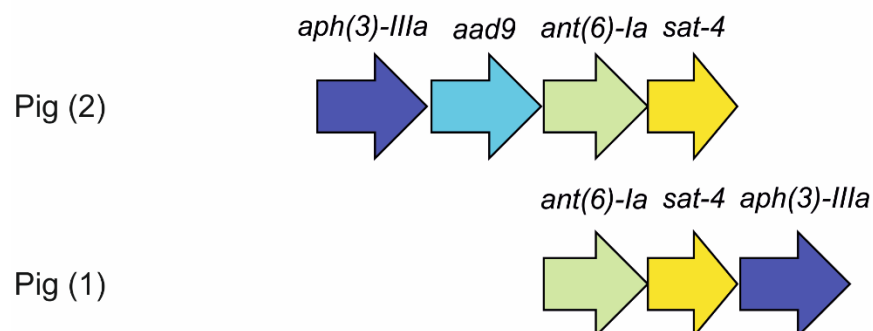 aph(3)-IIIa aad9 ant(6)-Ia sat-4
Pig (2)
ant(6)-Ia sat-4 aph(3)-IIIa
Pig (1)